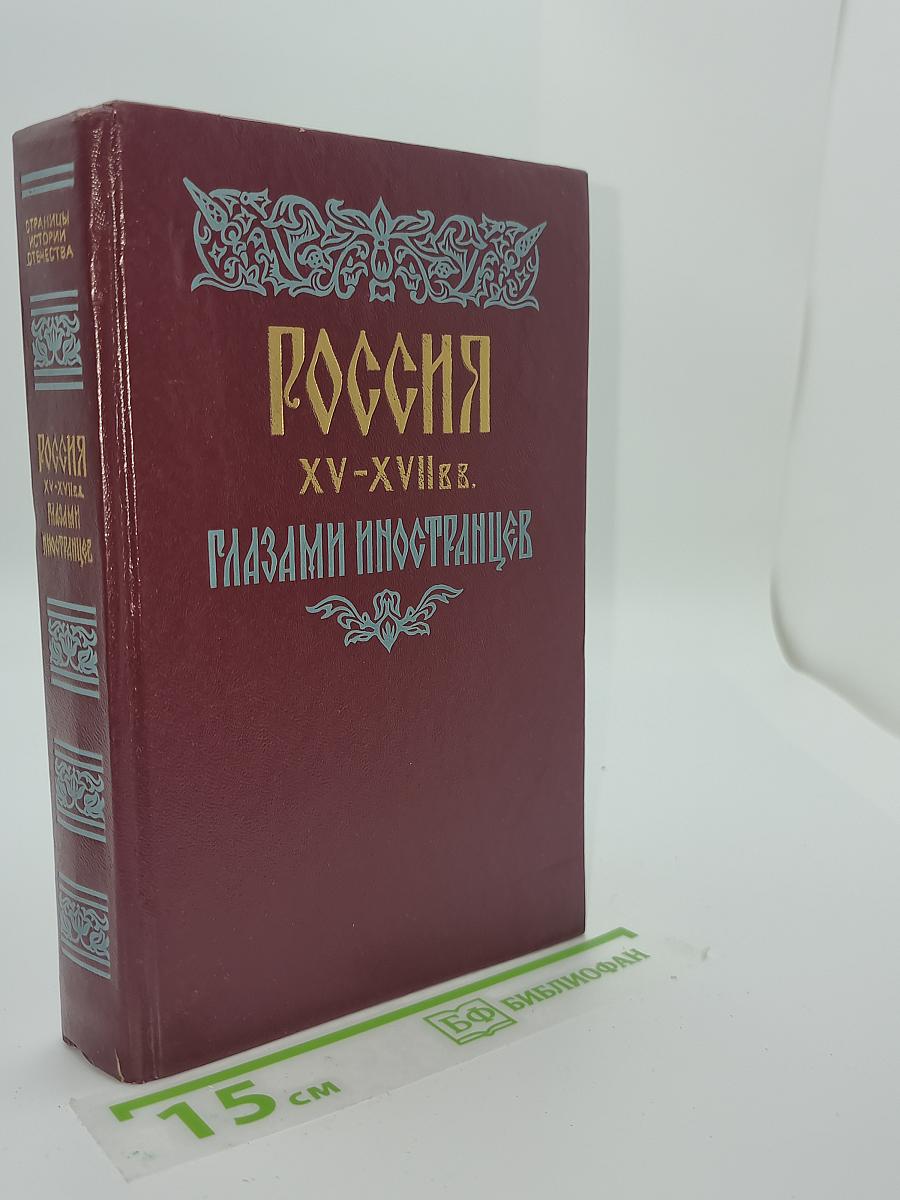 СТРАНИЦЫ
ИСТОРИИ
ОТЕЧЕСТВА
РОССИЯ
XV-XVII вв.
ГЛАЗАМИ
ИНОСТРАНЦЕВ
РОССИЯ
XV-XVII вв.
ГЛАЗАМИ ИНОСТРАНЦЕВ
БФ БИБЛИОФАН
15 см